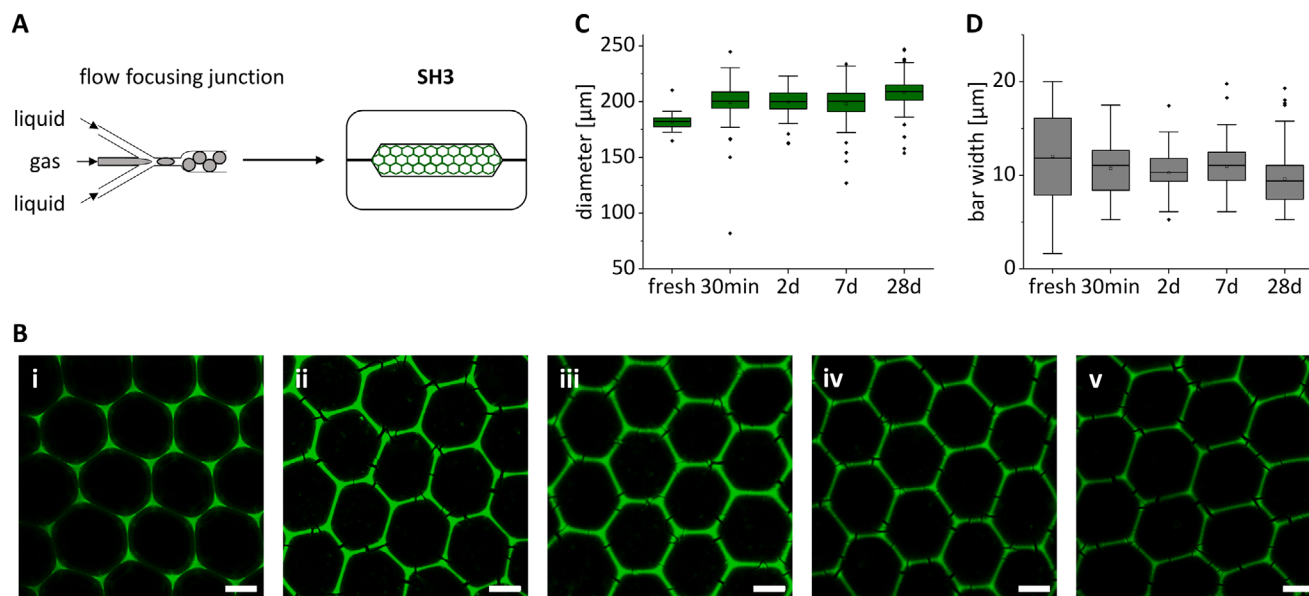 A
flow focusing junction
SH3
liquid
gas
liquid
C
diameter [µm]
250
200
150
100
50
fresh 30min 2d 7d 28d
D
bar width [µm]
20
10
0
fresh 30min 2d 7d 28d
B
i
ii
iii
iv
v